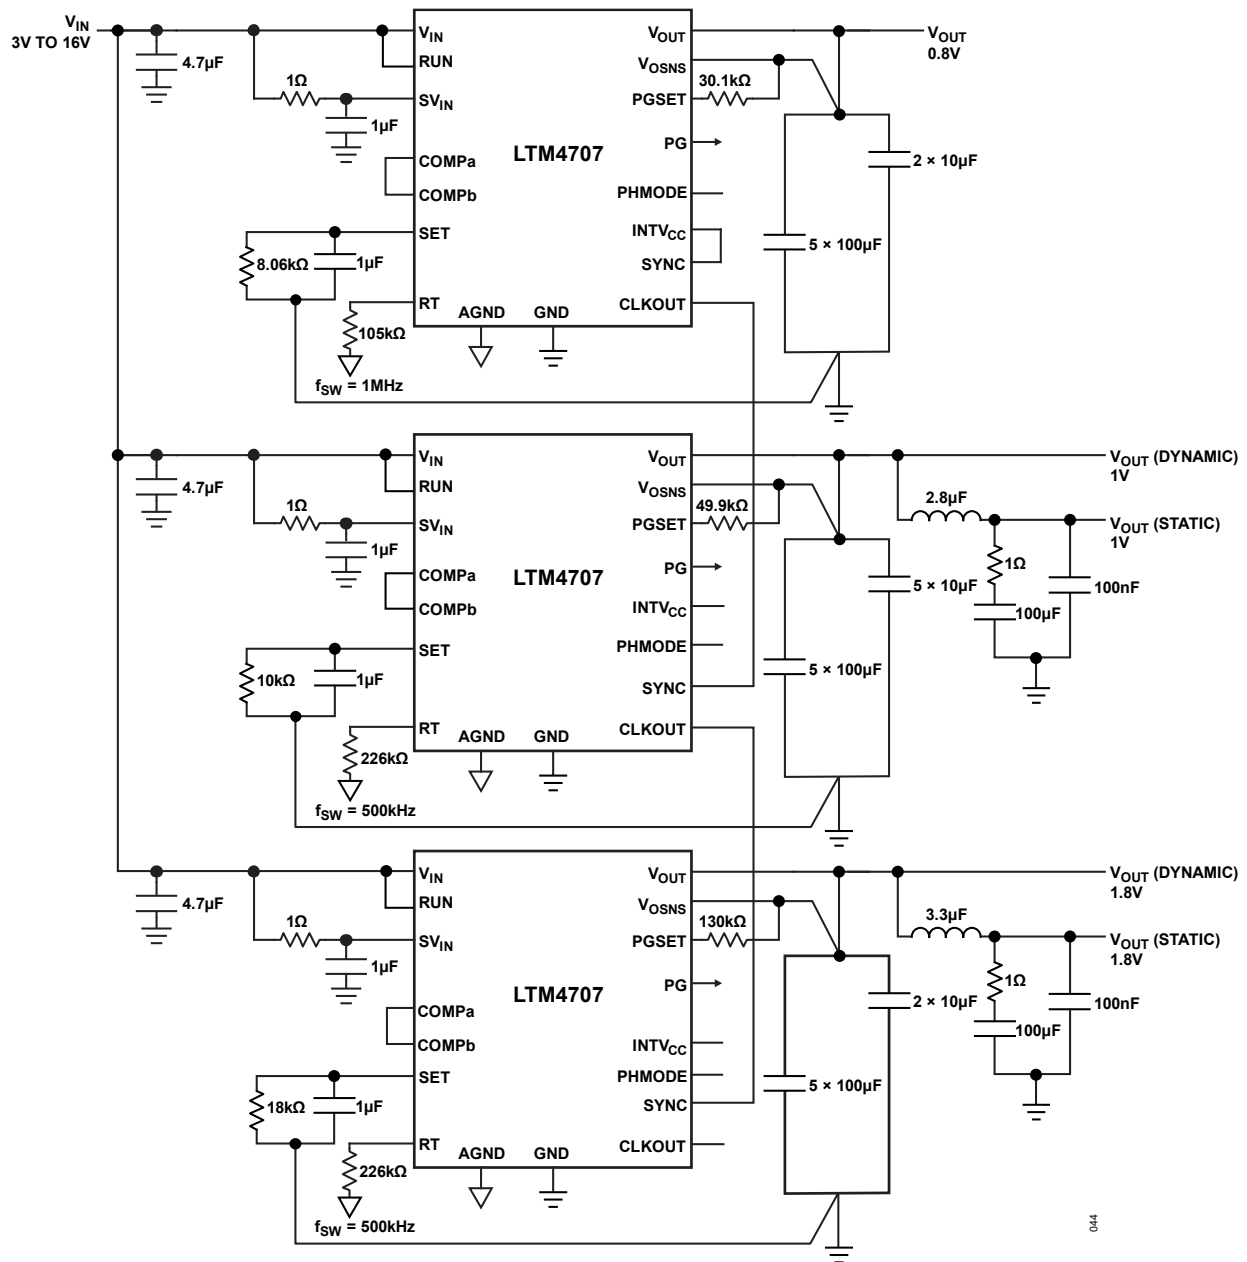 VIN
3V TO 16V
4.7µF
1Ω
1µF
VIN
RUN
SVIN
COMPa
COMPb
SET
8.06kΩ
1µF
RT
105kΩ
fSW = 1MHz
AGND
GND
LTM4707
VOUT
VOSNS
PGSET
30.1kΩ
PG
PHMODE
INTVCC
SYNC
CLKOUT
5 × 100µF
2 × 10µF
VOUT
0.8V
4.7µF
1Ω
1µF
VIN
RUN
SVIN
COMPa
COMPb
SET
10kΩ
1µF
RT
226kΩ
fSW = 500kHz
AGND
GND
LTM4707
VOUT
VOSNS
PGSET
49.9kΩ
PG
INTVCC
PHMODE
SYNC
CLKOUT
5 × 100µF
5 × 10µF
2.8µF
1Ω
100µF
100nF
VOUT (DYNAMIC)
1V
VOUT (STATIC)
1V
4.7µF
1Ω
1µF
VIN
RUN
SVIN
COMPa
COMPb
SET
18kΩ
1µF
RT
226kΩ
fSW = 500kHz
AGND
GND
LTM4707
VOUT
VOSNS
PGSET
130kΩ
PG
INTVCC
PHMODE
SYNC
CLKOUT
5 × 100µF
2 × 10µF
3.3µF
1Ω
100µF
100nF
VOUT (DYNAMIC)
1.8V
VOUT (STATIC)
1.8V
044